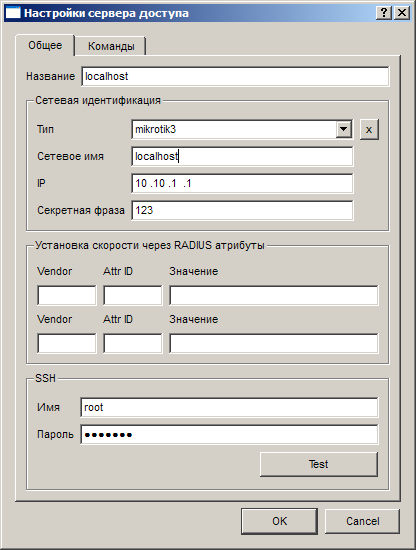 Настройки сервера доступа
Общее Команды
Название localhost
Сетевая идентификация
Тип mikrotik3 x
Сетевое имя localhost
IP 10 .10 .1 .1
Секретная фраза 123
Установка скорости через RADIUS атрибуты
Vendor Attr ID Значение
Vendor Attr ID Значение
SSH
Имя root
Пароль ●●●●●●●
Test
OK Cancel